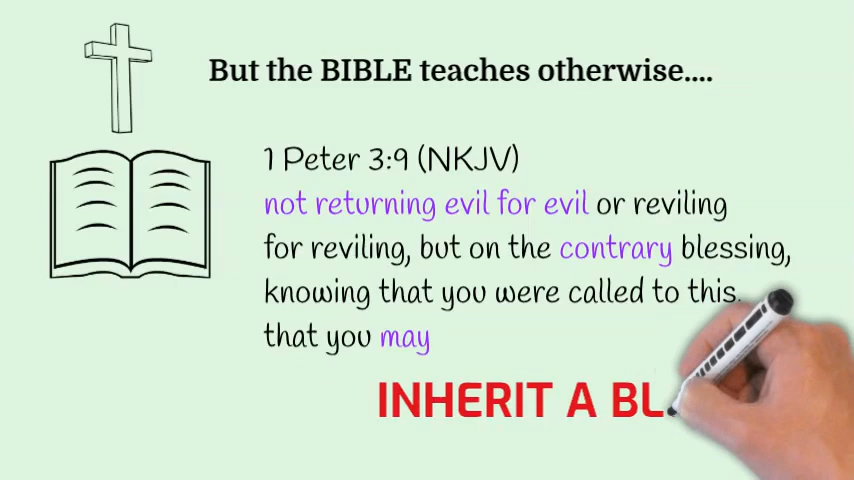 But the BIBLE teaches otherwise....
1 Peter 3:9 (NKJV)
not returning evil for evil or reviling
for reviling, but on the contrary blessing,
knowing that you were called to this,
that you may
INHERIT A BL